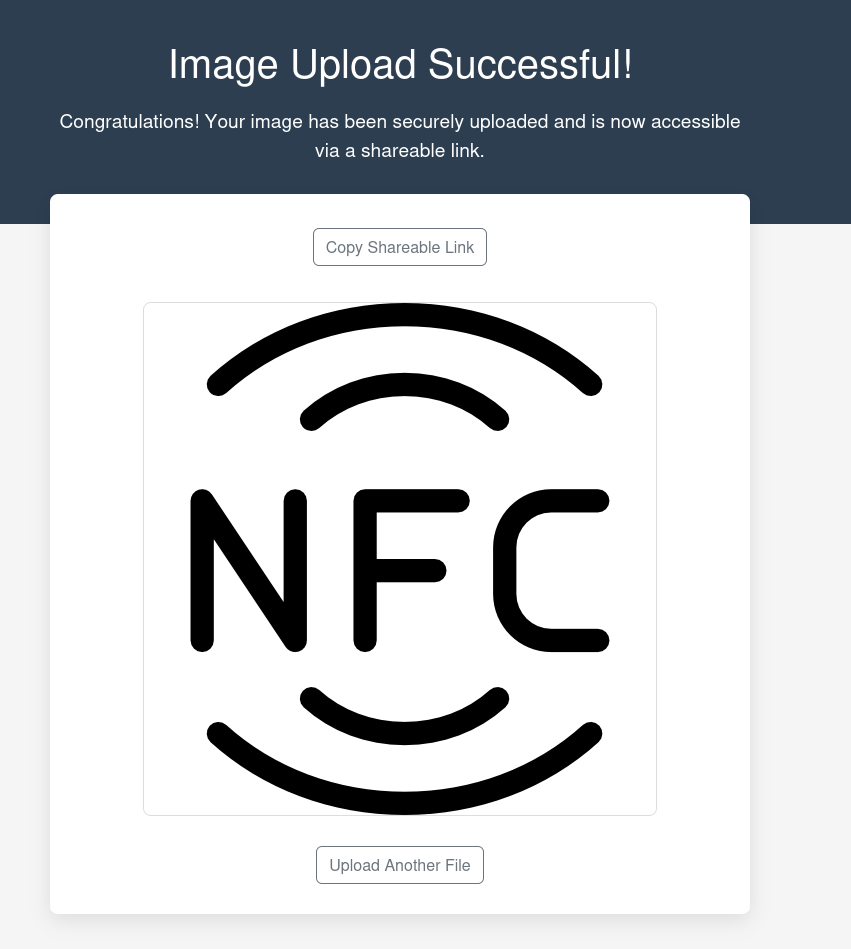 Image Upload Successful!
Congratulations! Your image has been securely uploaded and is now accessible
via a shareable link.
Copy Shareable Link
NFC
Upload Another File